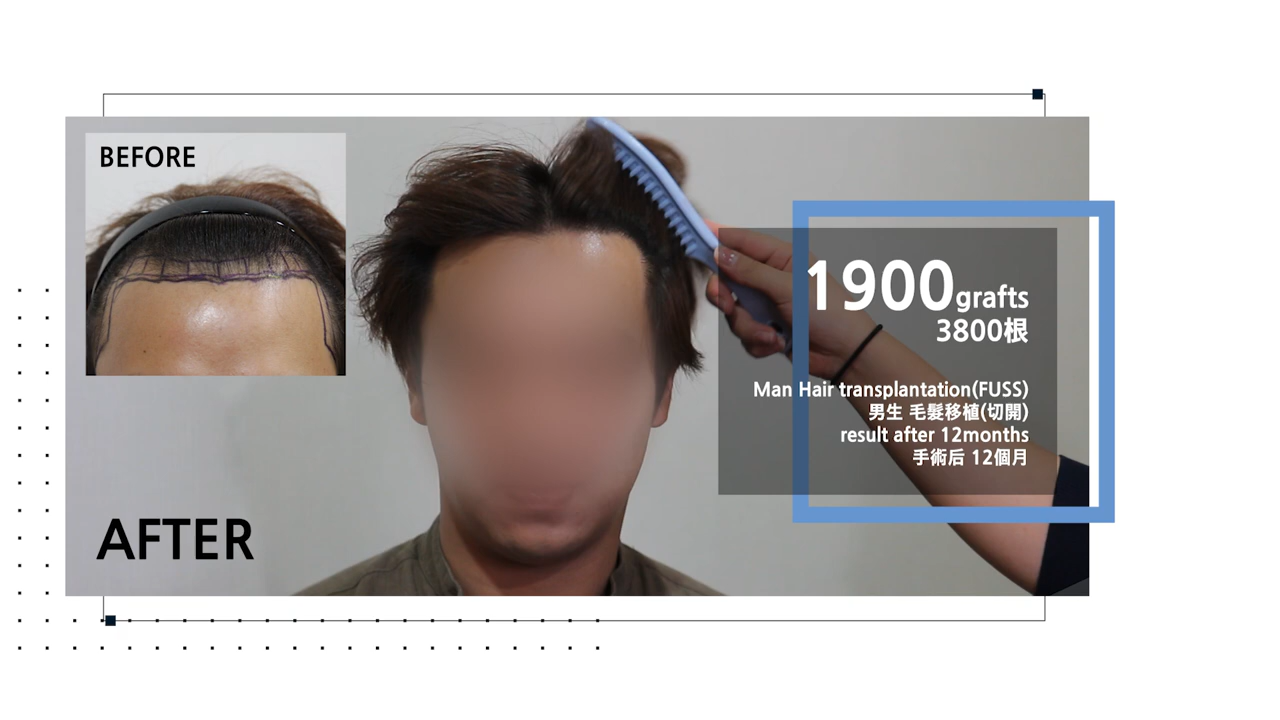 BEFORE
AFTER
1900grafts
3800根
Man Hair transplantation(FUSS)
男生 毛髮移植(切開)
result after 12months
手術后 12個月